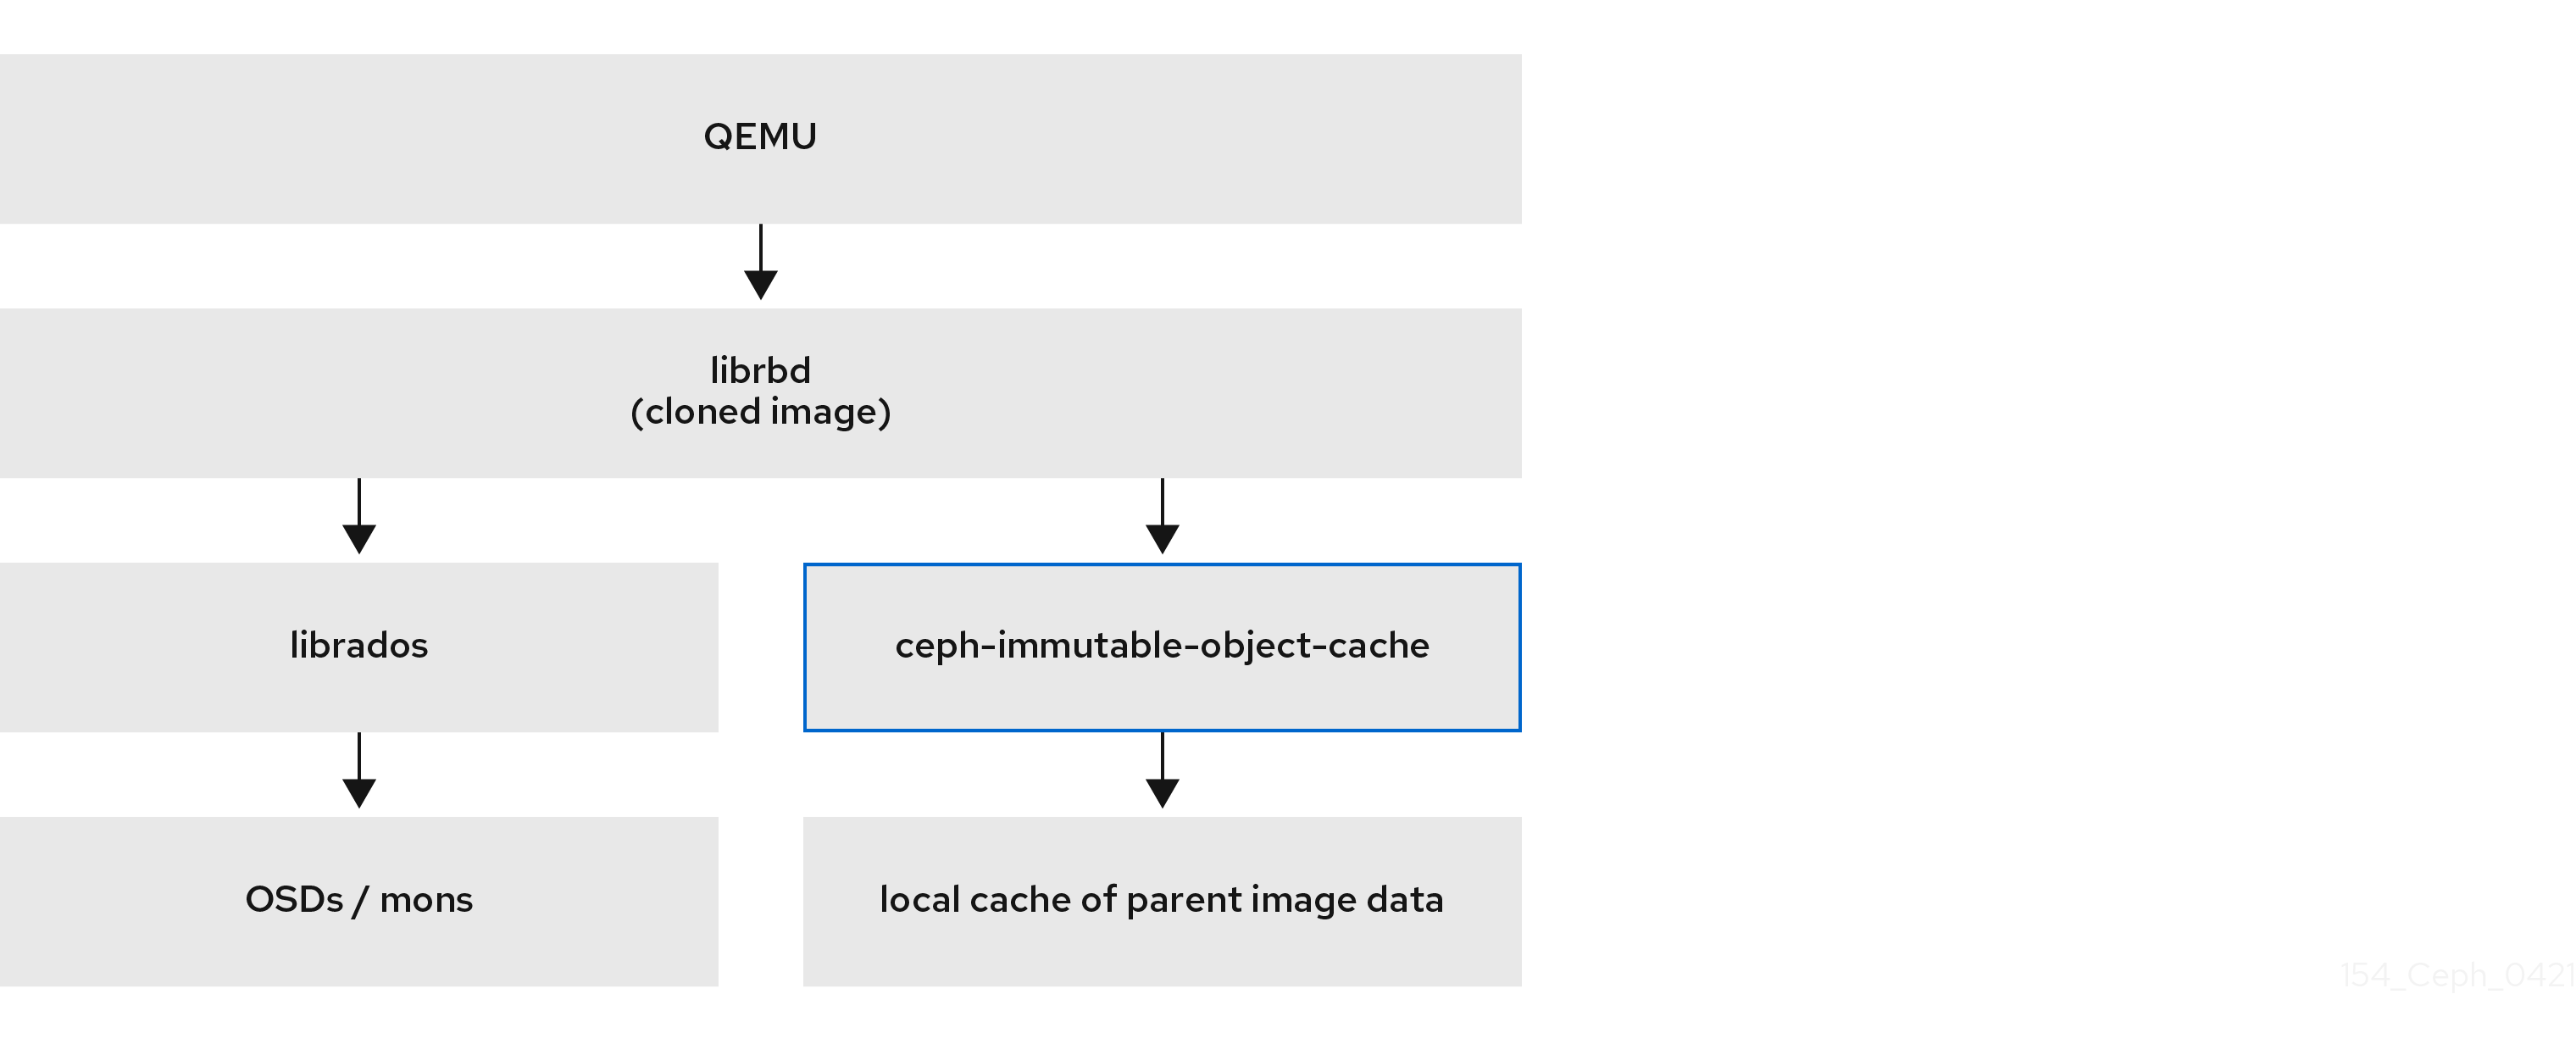 QEMU
librbd
(cloned image)
librados
ceph-immutable-object-cache
OSDs / mons
local cache of parent image data
154_Ceph_0421